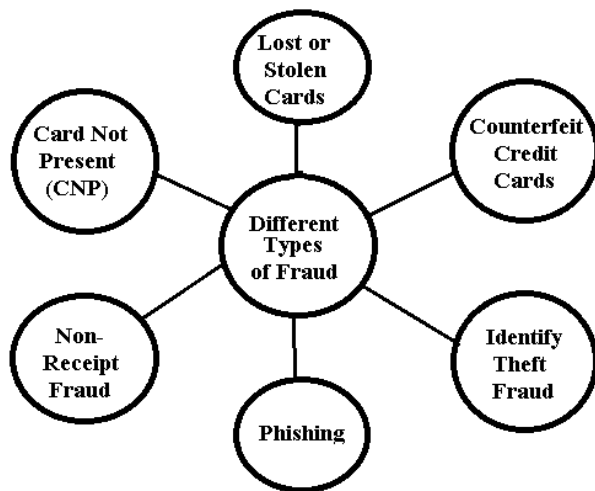 Lost or
Stolen
Cards
Card Not
Present
(CNP)
Counterfeit
Credit
Cards
Different
Types
of Fraud
Non-
Receipt
Fraud
Identify
Theft
Fraud
Phishing